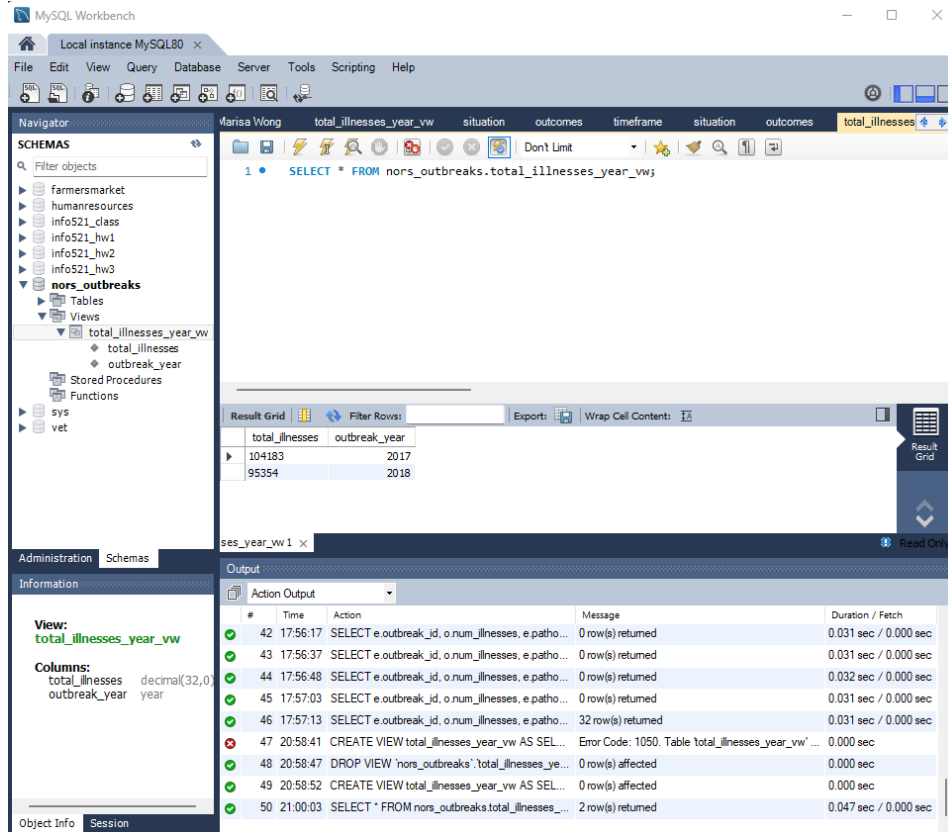 MySQL Workbench
Local instance MySQL80
File Edit View Query Database Server Tools Scripting Help
Navigator
SCHEMAS
Filter objects
farmersmarket
humanresources
info521_class
info521_hw1
info521_hw2
info521_hw3
nors_outbreaks
Tables
Views
total_illnesses_year_vw
total_illnesses
outbreak_year
Stored Procedures
Functions
sys
vet
Administration Schemas
Information
View:
total_illnesses_year_vw
Columns:
total_illnesses decimal(32,0)
outbreak_year year
Object Info Session
Marisa Wong total_illnesses_year_vw situation outcomes timeframe situation outcomes total_illnesses
Don't Limit
1 SELECT * FROM nors_outbreaks.total_illnesses_year_vw;
Result Grid Filter Rows: Export: Wrap Cell Content:
total_illnesses outbreak_year
104183 2017
95354 2018
Result
Grid
ses_year_vw 1
Read Only
Output
Action Output
# Time Action Message Duration / Fetch
42 17:56:17 SELECT e.outbreak_id, o.num_illnesses, e.patho... 0 row(s) returned 0.031 sec / 0.000 sec
43 17:56:37 SELECT e.outbreak_id, o.num_illnesses, e.patho... 0 row(s) returned 0.031 sec / 0.000 sec
44 17:56:48 SELECT e.outbreak_id, o.num_illnesses, e.patho... 0 row(s) returned 0.032 sec / 0.000 sec
45 17:57:03 SELECT e.outbreak_id, o.num_illnesses, e.patho... 0 row(s) returned 0.031 sec / 0.000 sec
46 17:57:13 SELECT e.outbreak_id, o.num_illnesses, e.patho... 32 row(s) returned 0.031 sec / 0.000 sec
47 20:58:41 CREATE VIEW total_illnesses_year_vw AS SEL... Error Code: 1050. Table 'total_illnesses_year_vw' ... 0.000 sec
48 20:58:47 DROP VIEW `nors_outbreaks`.`total_illnesses_ye... 0 row(s) affected 0.000 sec
49 20:58:52 CREATE VIEW total_illnesses_year_vw AS SEL... 0 row(s) affected 0.000 sec
50 21:00:03 SELECT * FROM nors_outbreaks.total_illnesses_... 2 row(s) returned 0.047 sec / 0.000 sec